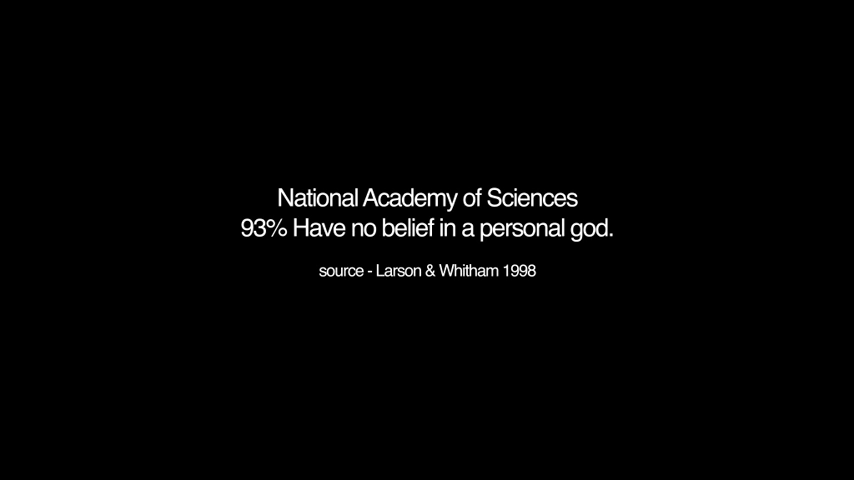 National Academy of Sciences
93% Have no belief in a personal god.
source - Larson & Whitham 1998